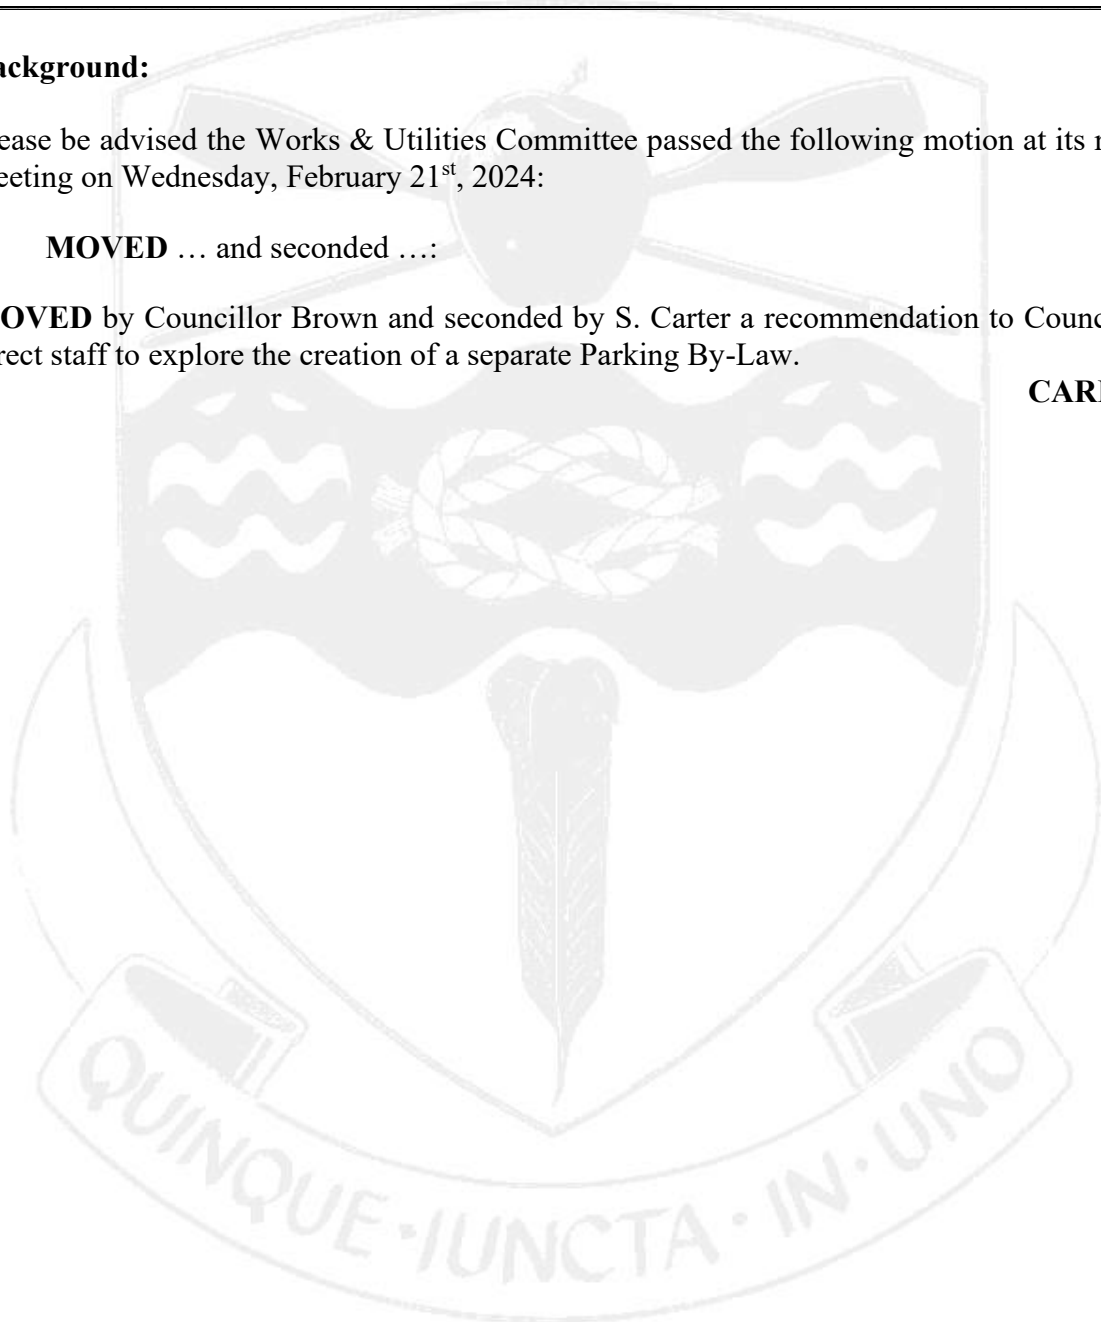 ackground:
ease be advised the Works & Utilities Committee passed the following motion at its r
eeting on Wednesday, February 21st, 2024:
MOVED … and seconded …:
OVED by Councillor Brown and seconded by S. Carter a recommendation to Counc
rect staff to explore the creation of a separate Parking By-Law.
CARI
QUINQUE·IUNCTA·IN·UNO